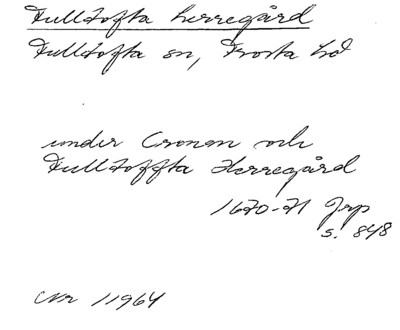 Fulltofta herregård
Fulltofta sn, Frosta hd
under Cronan och
Fulltoffta Herregård
1670-71 Jrp
s. 848
Nr 11964